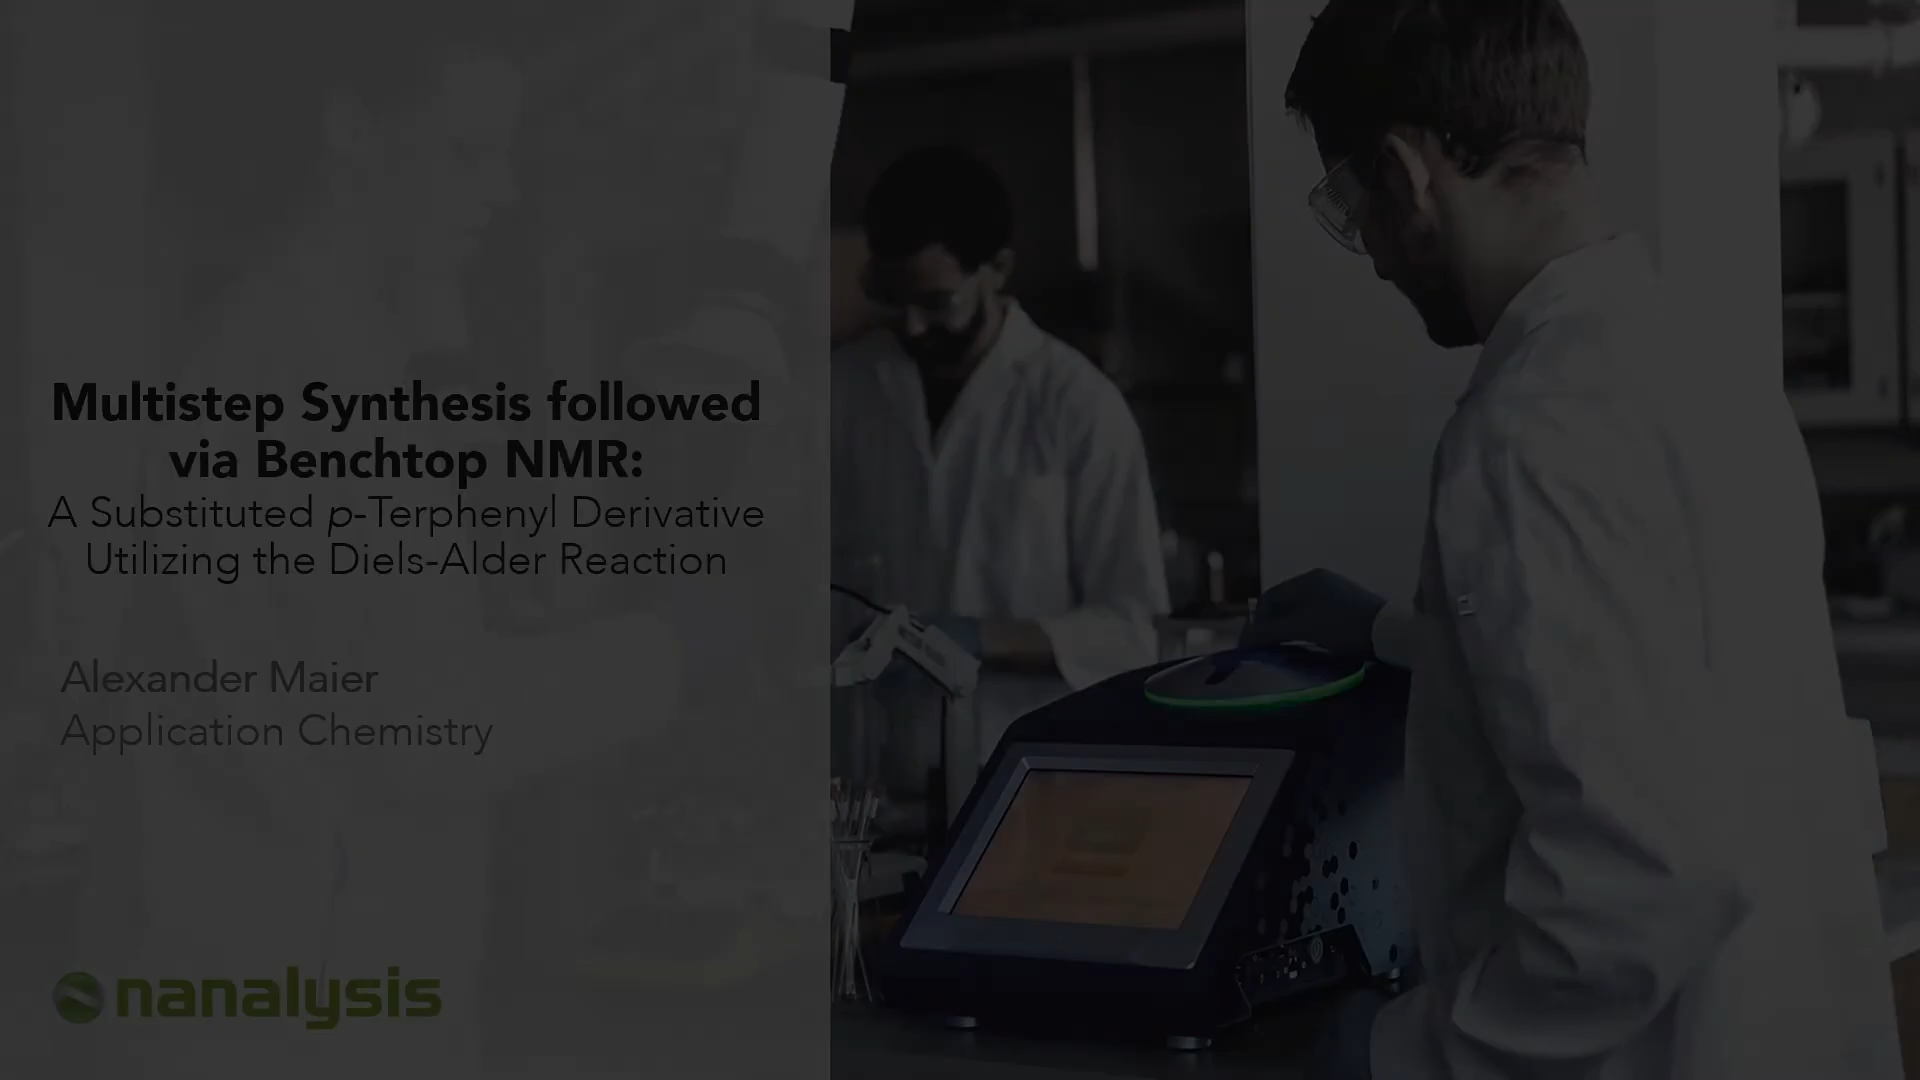 Multistep Synthesis followed
via Benchtop NMR:
A Substituted p-Terphenyl Derivative
Utilizing the Diels-Alder Reaction
Alexander Maier
Application Chemistry
nanalysis